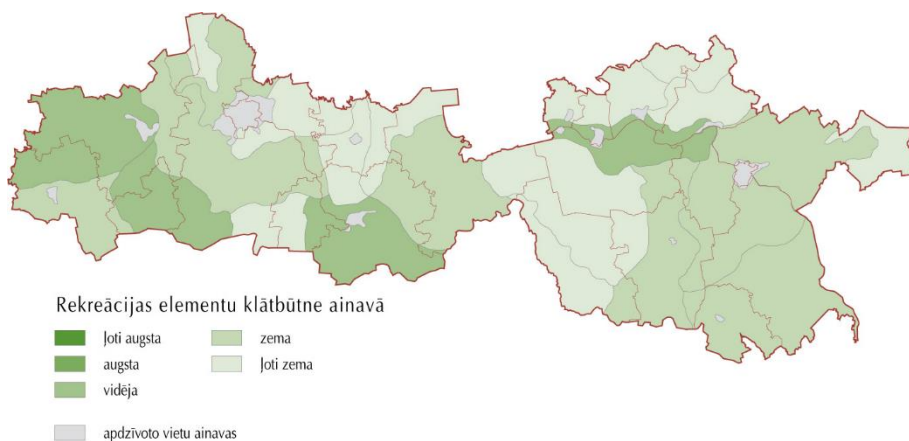 Rekreācijas elementu klātbūtne ainavā
ļoti augsta
augsta
vidēja
zema
ļoti zema
apdzīvoto vietu ainavas